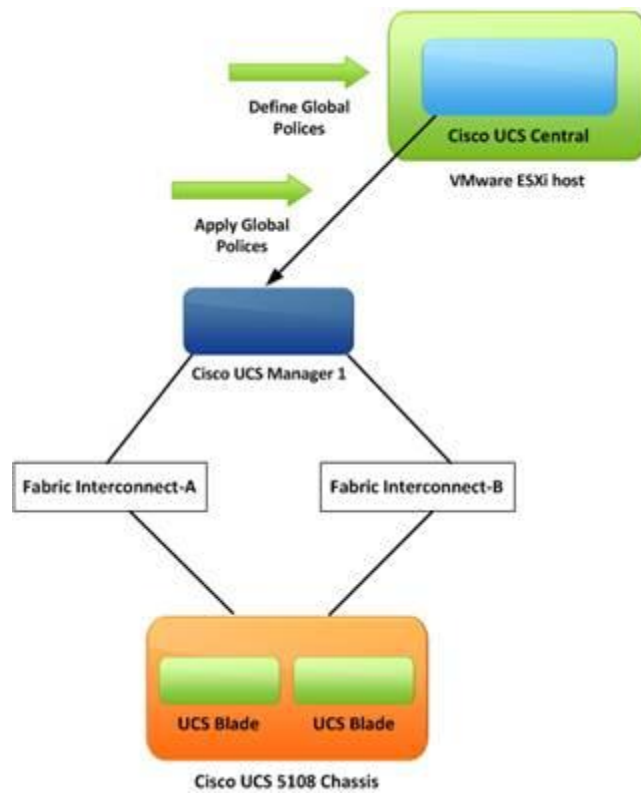 Define Global
Polices
Cisco UCS Central
VMware ESXi host
Apply Global
Polices
Cisco UCS Manager 1
Fabric Interconnect-A
Fabric Interconnect-B
UCS Blade
UCS Blade
Cisco UCS 5108 Chassis